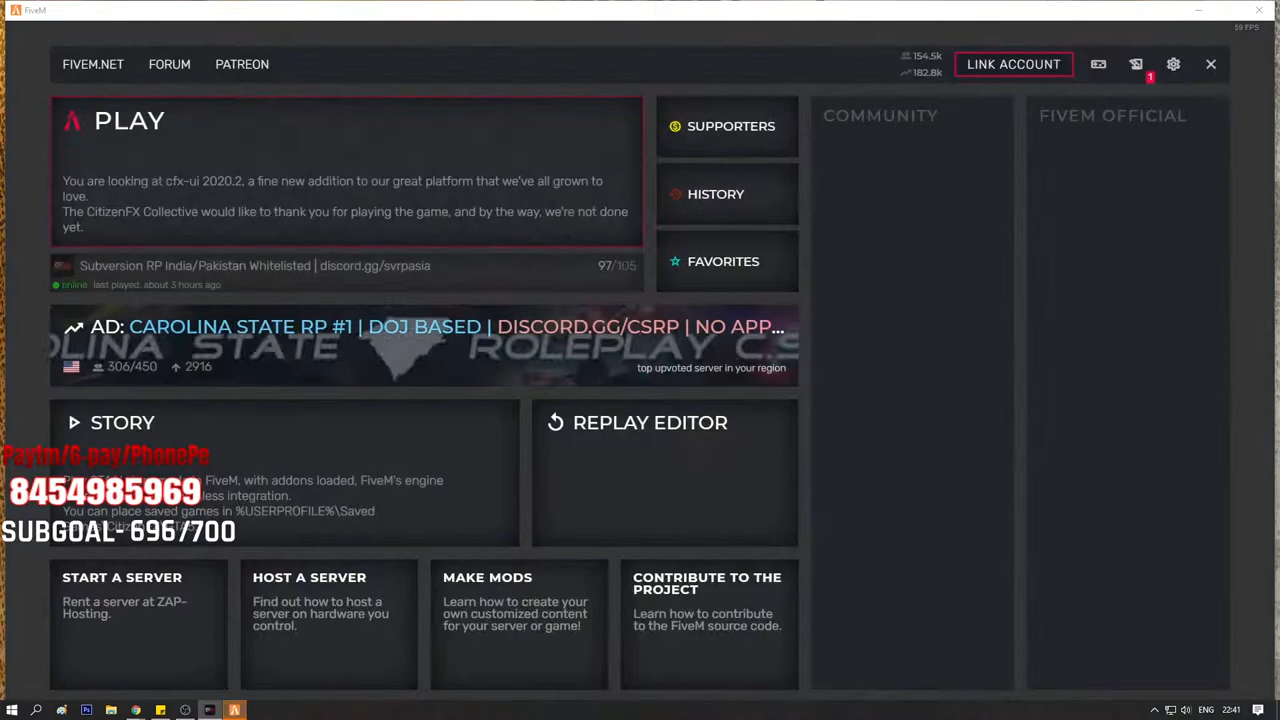 FiveM
59 FPS
FIVEM.NET FORUM PATREON
154.5k
182.8k
LINK ACCOUNT
1
PLAY
You are looking at cfx-ui 2020.2, a fine new addition to our great platform that we've all grown to
love.
The CitizenFX Collective would like to thank you for playing the game, and by the way, we're not done
yet.
Subversion RP India/Pakistan Whitelisted | discord.gg/svrpasia 97/105
online last played: about 3 hours ago
SUPPORTERS
HISTORY
FAVORITES
COMMUNITY
FIVEM OFFICIAL
AD: CAROLINA STATE RP #1 | DOJ BASED | DISCORD.GG/CSRP | NO APP...
OLINA STATE ROLEPLAY C.S
306/450 2916
top upvoted server in your region
STORY
REPLAY EDITOR
Paytm/G-pay/PhonePe
FiveM, with addons loaded, FiveM's engine
8454985969
integration.
You can place saved games in %USERPROFILE%\Saved
SUBGOAL- 696/700
START A SERVER
Rent a server at ZAP-
Hosting.
HOST A SERVER
Find out how to host a
server on hardware you
control.
MAKE MODS
Learn how to create your
own customized content
for your server or game!
CONTRIBUTE TO THE
PROJECT
Learn how to contribute
to the FiveM source code.
Ps
ENG 22:41